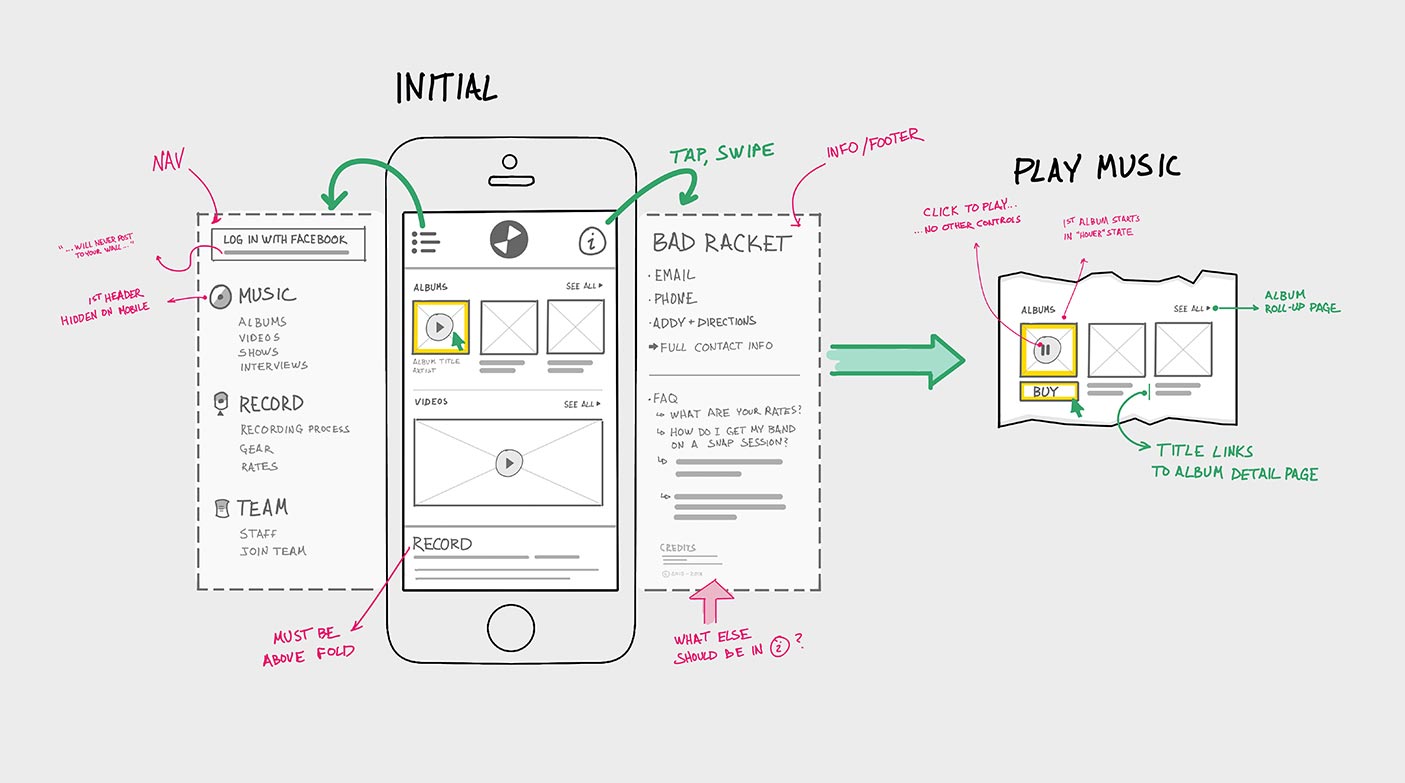 INITIAL
NAV
TAP, SWIPE
INFO/FOOTER
LOG IN WITH FACEBOOK
"...WILL NEVER POST
TO YOUR WALL..."
1ST HEADER
HIDDEN ON MOBILE
MUSIC
ALBUMS
VIDEOS
SHOWS
INTERVIEWS
RECORD
RECORDING PROCESS
GEAR
RATES
TEAM
STAFF
JOIN TEAM
i
ALBUMS
SEE ALL
ALBUM TITLE
ARTIST
VIDEOS
SEE ALL
RECORD
MUST BE
ABOVE FOLD
BAD RACKET
EMAIL
PHONE
ADDY + DIRECTIONS
FULL CONTACT INFO
FAQ
WHAT ARE YOUR RATES?
HOW DO I GET MY BAND
ON A SNAP SESSION?
CREDITS
WHAT ELSE
SHOULD BE IN i ?
PLAY MUSIC
CLICK TO PLAY...
...NO OTHER CONTROLS
1ST ALBUM STARTS
IN "HOVER" STATE
ALBUMS
SEE ALL
ALBUM
ROLL-UP PAGE
BUY
TITLE LINKS
TO ALBUM DETAIL PAGE